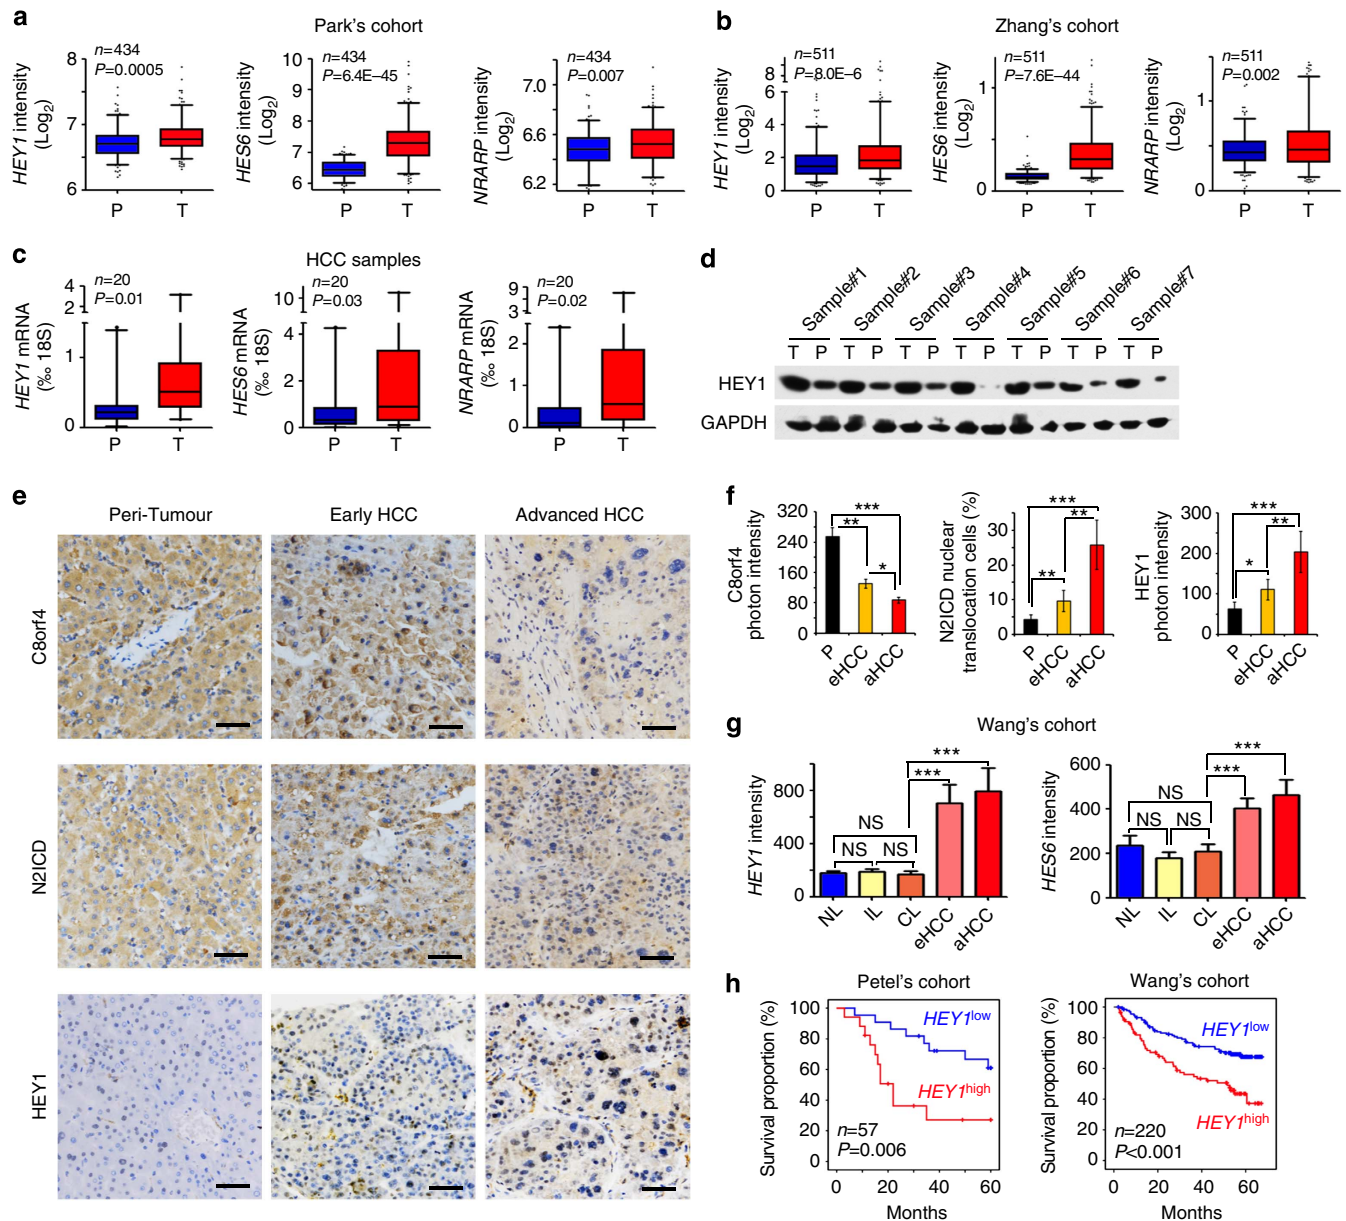 a
Park's cohort
HEY1 intensity (Log2)
8
7
6
n=434
P=0.0005
P
T
HES6 intensity (Log2)
10
9
8
7
6
n=434
P=6.4E–45
P
T
NRARP intensity (Log2)
7.0
6.6
6.2
n=434
P=0.007
P
T
b
Zhang's cohort
HEY1 intensity (Log2)
8
6
4
2
0
n=511
P=8.0E–6
P
T
HES6 intensity (Log2)
1
0
n=511
P=7.6E–44
P
T
NRARP intensity (Log2)
1
0
n=511
P=0.002
P
T
c
HCC samples
HEY1 mRNA (‰ 18S)
4
2
1
0
n=20
P=0.01
P
T
HES6 mRNA (‰ 18S)
10
4
2
0
n=20
P=0.03
P
T
NRARP mRNA (‰ 18S)
9
3
2
1
0
n=20
P=0.02
P
T
d
Sample#1 Sample#2 Sample#3 Sample#4 Sample#5 Sample#6 Sample#7
T P T P T P T P T P T P T P
HEY1
GAPDH
e
Peri-Tumour Early HCC Advanced HCC
C8orf4
N2ICD
HEY1
f
C8orf4 photon intensity
320
240
160
80
0
***
**
*
P eHCC aHCC
N2ICD nuclear translocation cells (%)
30
20
10
0
***
**
**
P eHCC aHCC
HEY1 photon intensity
300
200
100
0
***
**
*
P eHCC aHCC
g
Wang's cohort
HEY1 intensity
800
400
0
***
***
NS
NS NS
NL IL CL eHCC aHCC
HES6 intensity
600
400
200
0
***
***
NS
NS NS
NL IL CL eHCC aHCC
h
Petel's cohort
Survival proportion (%)
100
80
60
40
20
0
HEY1low
HEY1high
n=57
P=0.006
0 20 40 60
Months
Wang's cohort
Survival proportion (%)
100
80
60
40
20
0
HEY1low
HEY1high
n=220
P<0.001
0 20 40 60
Months